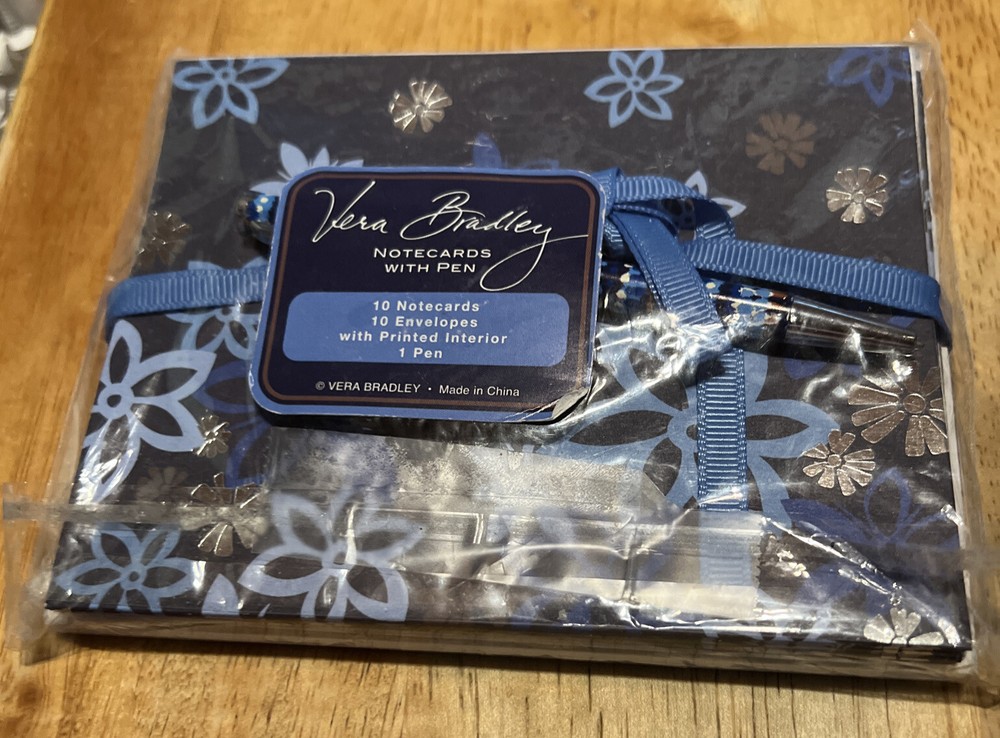 Vera Bradley
NOTECARDS
WITH PEN
10 Notecards
10 Envelopes
with Printed Interior
1 Pen
© VERA BRADLEY • Made in China